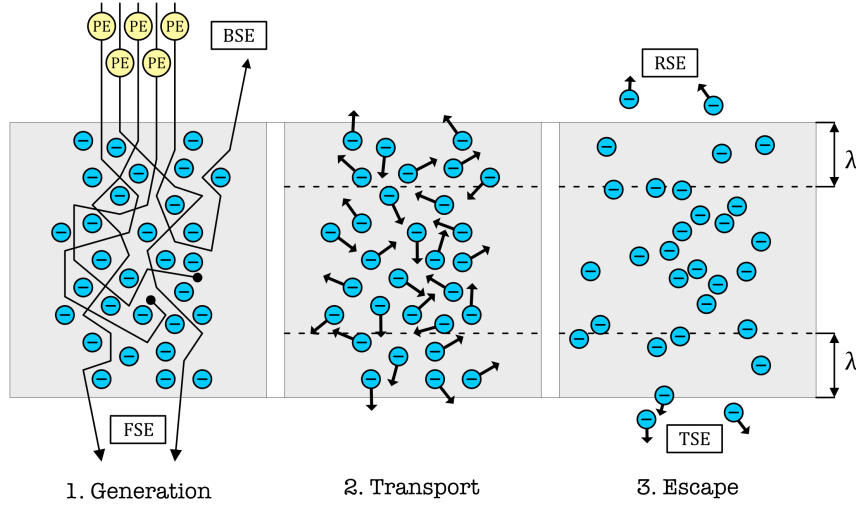 PE PE PE PE
PE PE
BSE
RSE
λ
λ
FSE
TSE
1. Generation
2. Transport
3. Escape